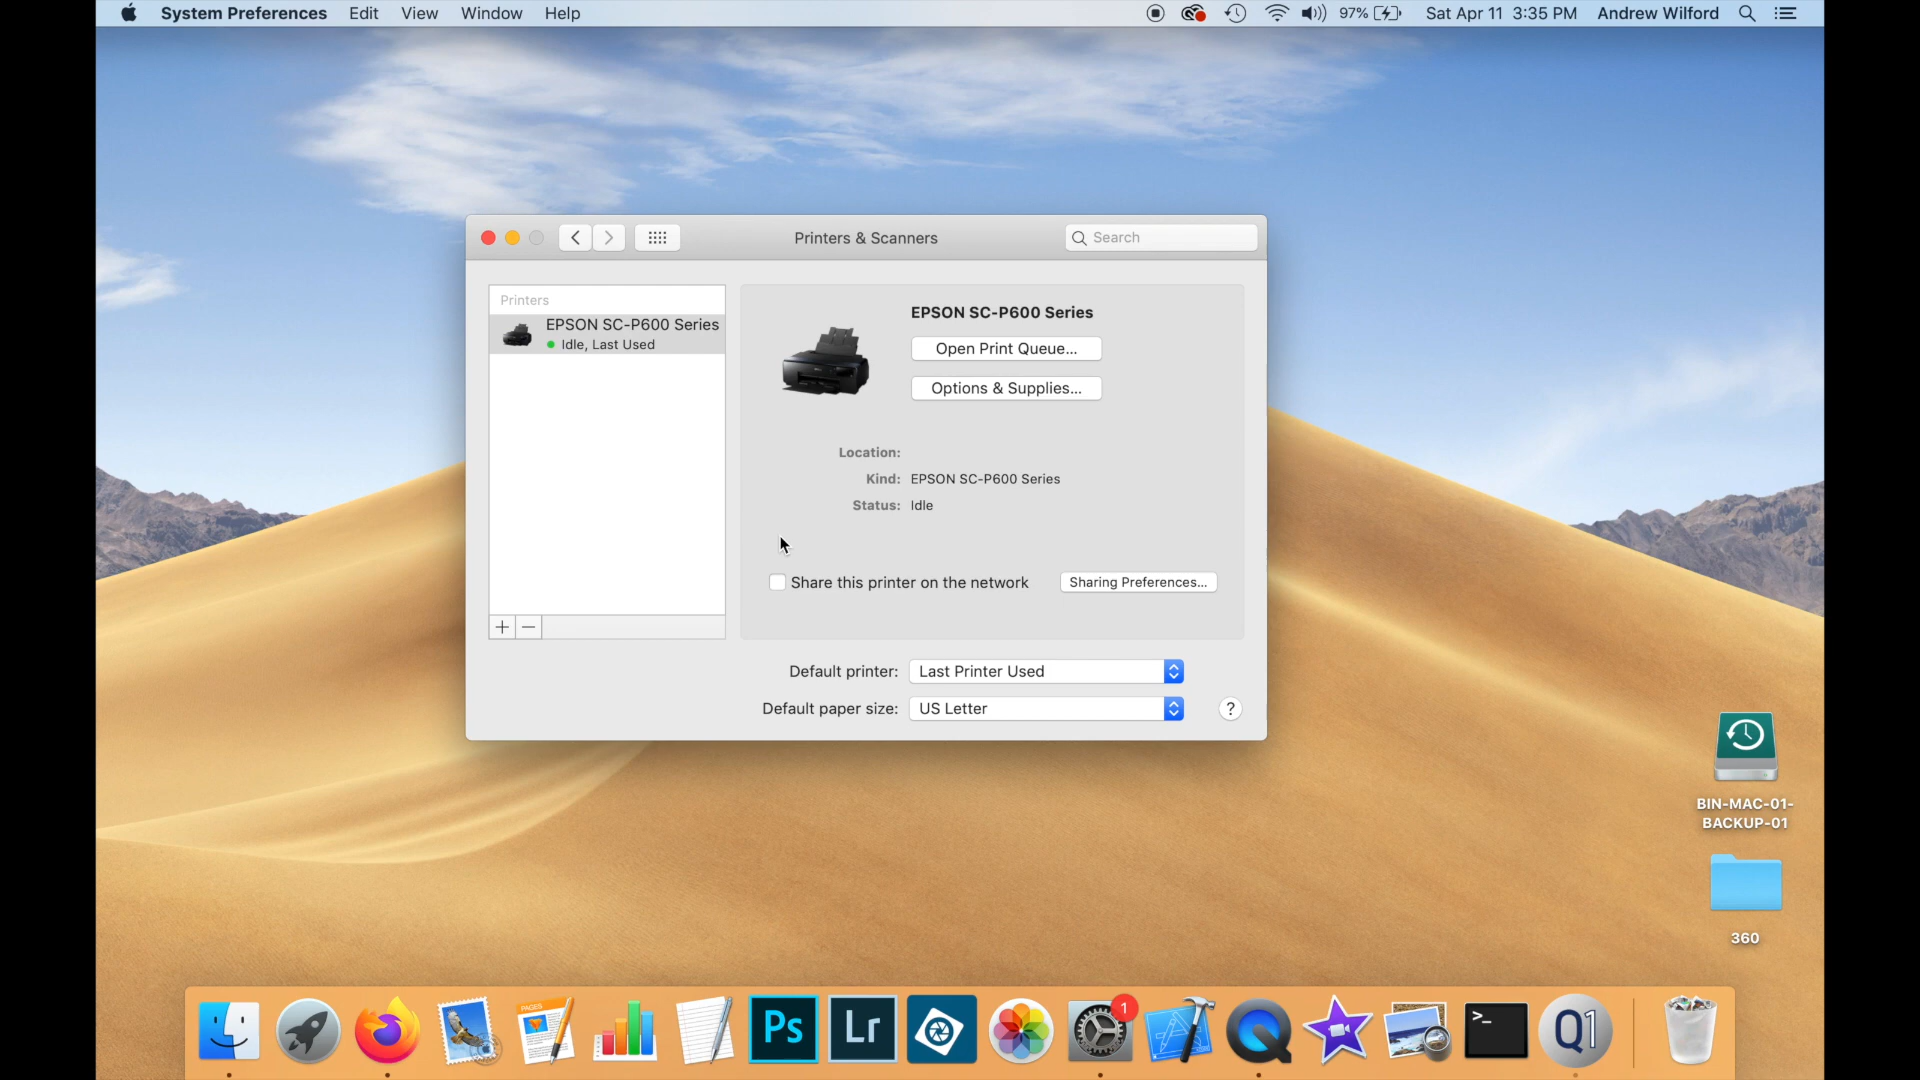 System Preferences Edit View Window Help 97% Sat Apr 11 3:35 PM Andrew Wilford
Printers & Scanners Search
Printers
EPSON SC-P600 Series
Idle, Last Used
EPSON SC-P600 Series
Open Print Queue...
Options & Supplies...
Location:
Kind: EPSON SC-P600 Series
Status: Idle
Share this printer on the network Sharing Preferences...
Default printer: Last Printer Used
Default paper size: US Letter ?
BIN-MAC-01-
BACKUP-01
360
PAGES
Ps Lr 1 >_ Q1